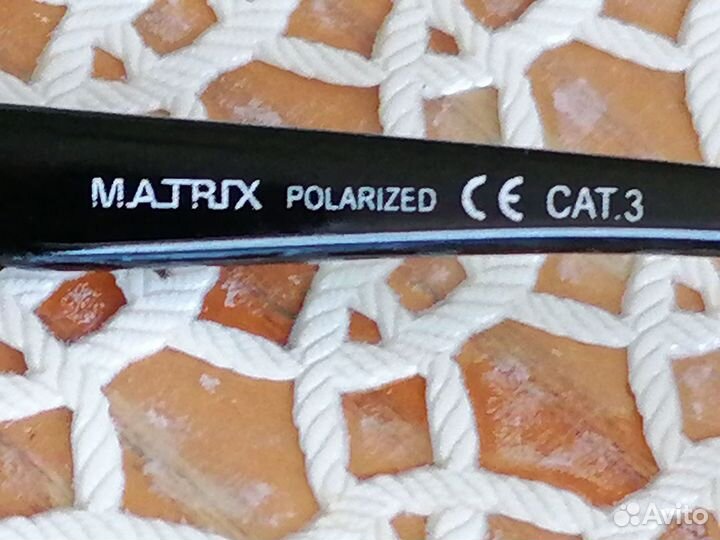 MATRIX POLARIZED CE CAT.3
Avito